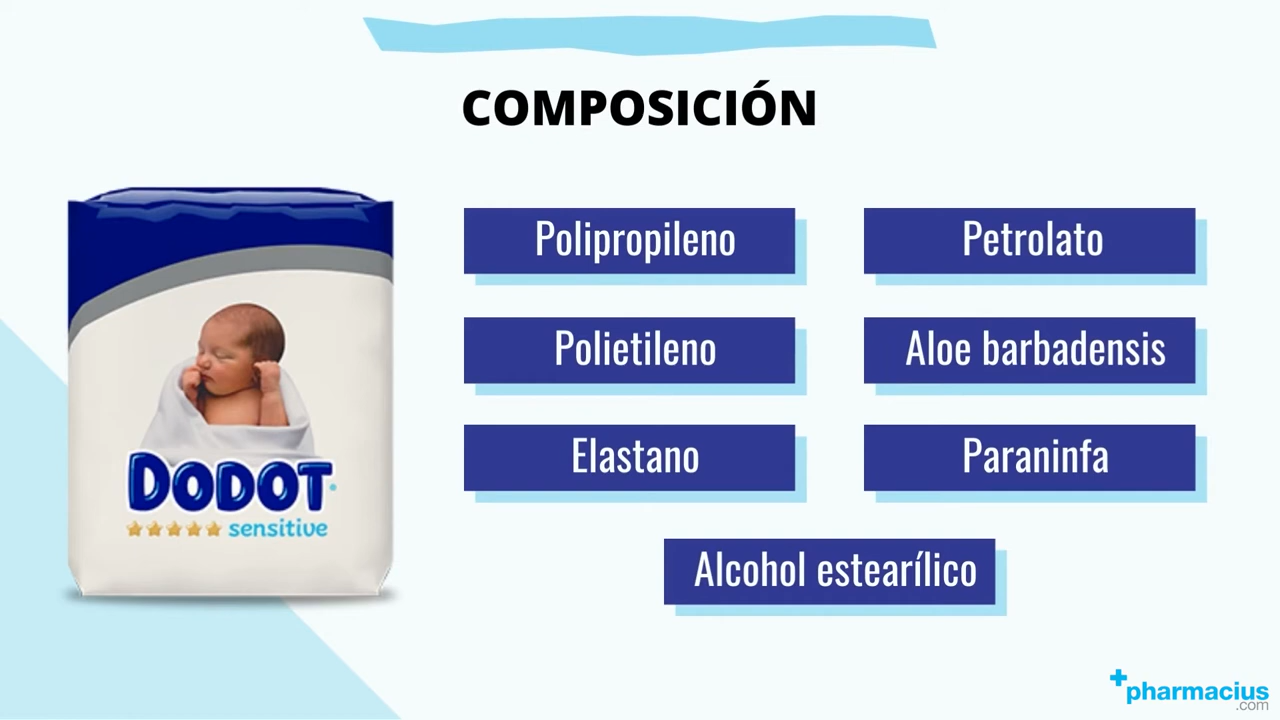 COMPOSICIÓN
Polipropileno
Petrolato
Polietileno
Aloe barbadensis
Elastano
Paraninfa
Alcohol estearílico
DODOT
sensitive
+pharmacius
.com